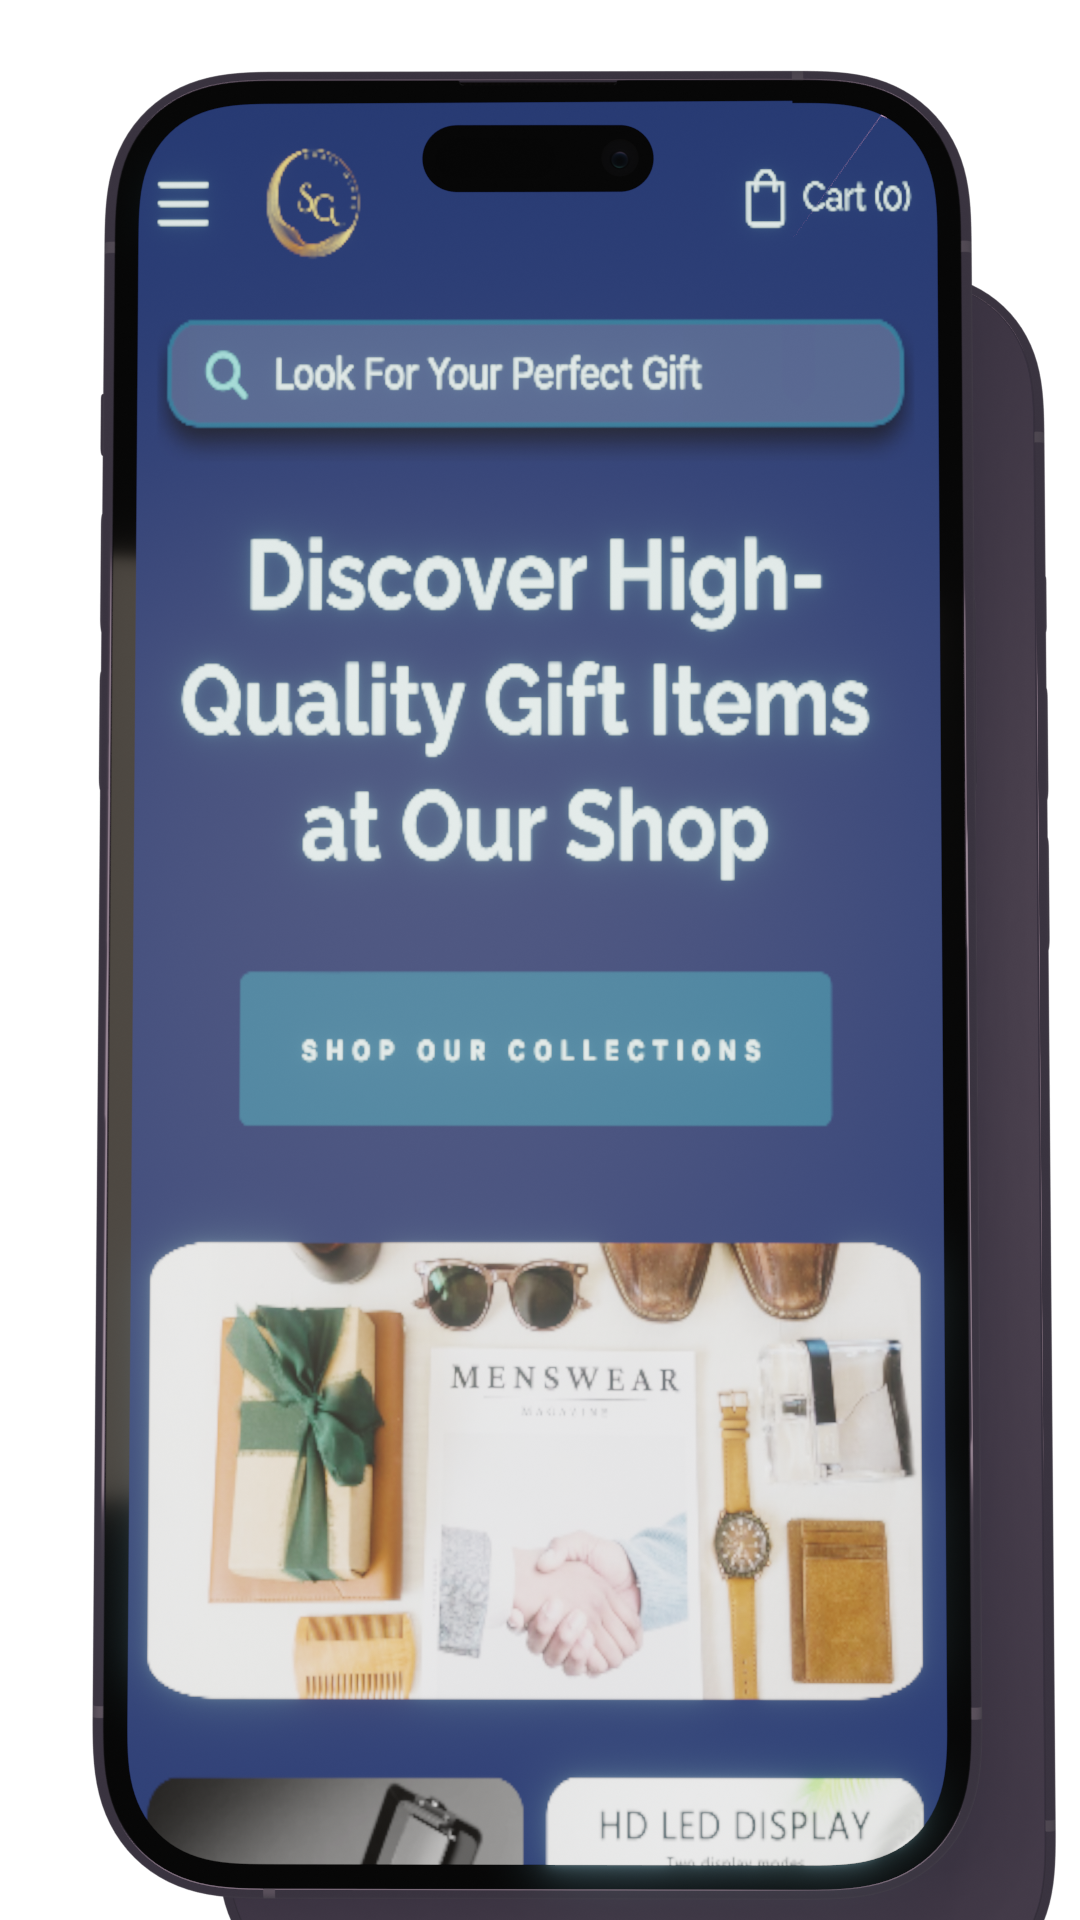 SG
Cart (0)
Look For Your Perfect Gift
Discover High-
Quality Gift Items
at Our Shop
SHOP OUR COLLECTIONS
MENSWEAR
MAGAZINE
HD LED DISPLAY
Two display modes